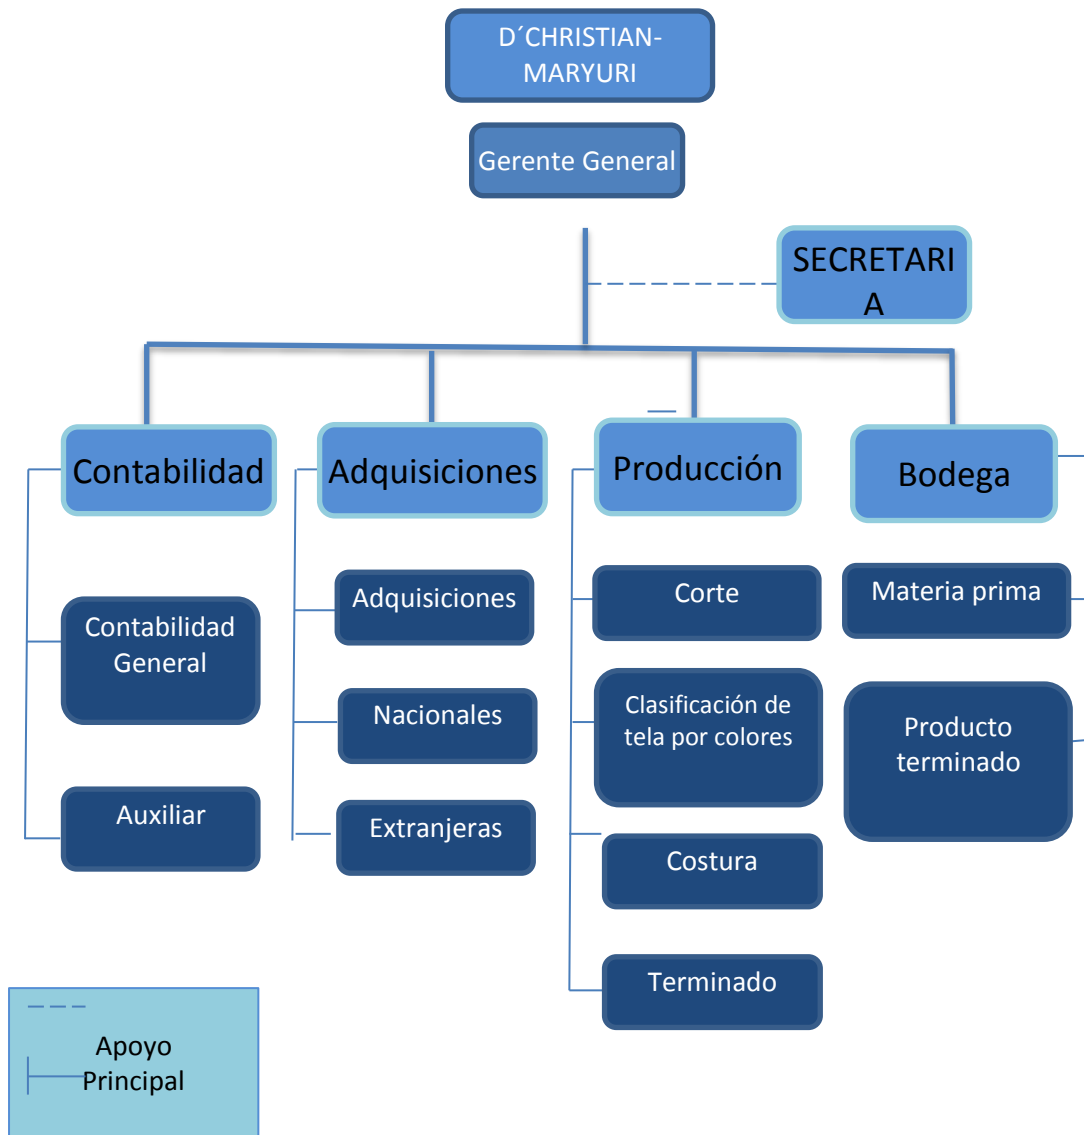 D´CHRISTIAN-
MARYURI
Gerente General
SECRETARI
A
Contabilidad
Adquisiciones
Producción
Bodega
Contabilidad
General
Auxiliar
Adquisiciones
Nacionales
Extranjeras
Corte
Clasificación de
tela por colores
Costura
Terminado
Materia prima
Producto
terminado
Apoyo
Principal